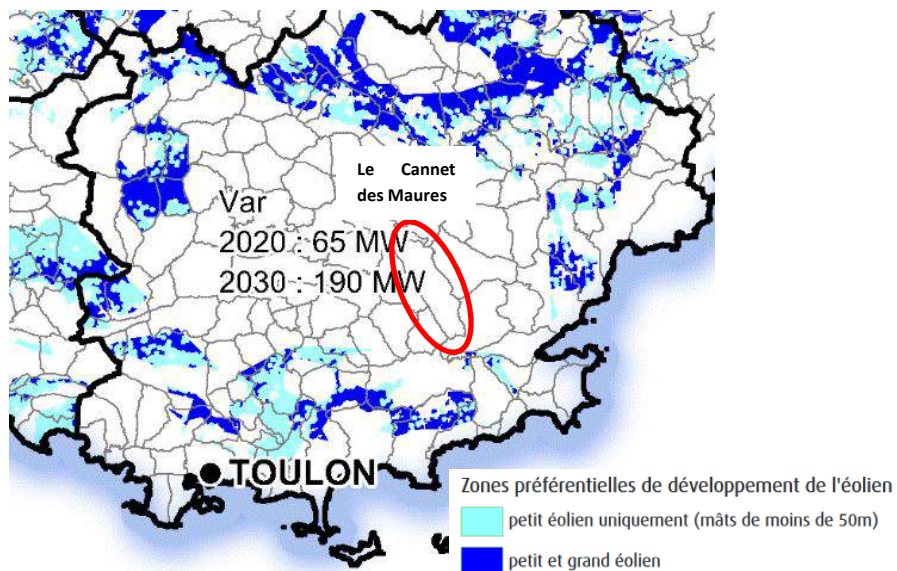 Le Cannet
des Maures
Var
2020 : 65 MW
2030 : 190 MW
TOULON
Zones préférentielles de développement de l'éolien
petit éolien uniquement (mâts de moins de 50m)
petit et grand éolien